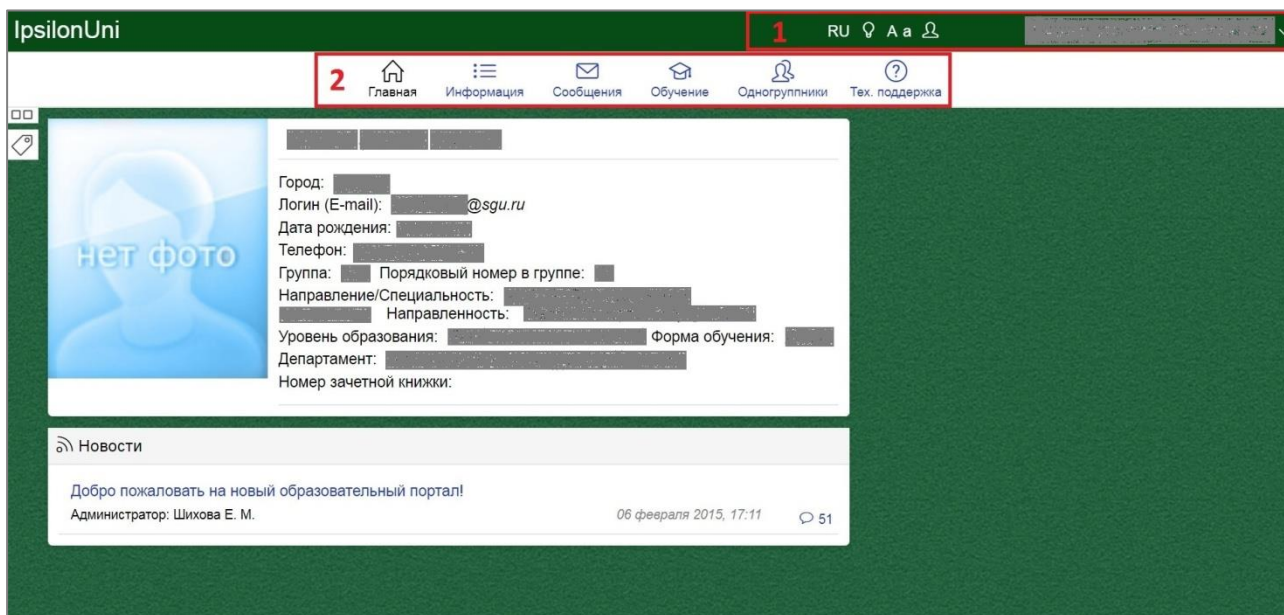 IpsilonUni
1 RU A a
2 Главная Информация Сообщения Обучение Одногруппники Тех. поддержка
нет фото
Город:
Логин (E-mail): @sgu.ru
Дата рождения:
Телефон:
Группа: Порядковый номер в группе:
Направление/Специальность:
Направленность:
Уровень образования: Форма обучения:
Департамент:
Номер зачетной книжки:
Новости
Добро пожаловать на новый образовательный портал!
Администратор: Шихова Е. М. 06 февраля 2015, 17:11 51